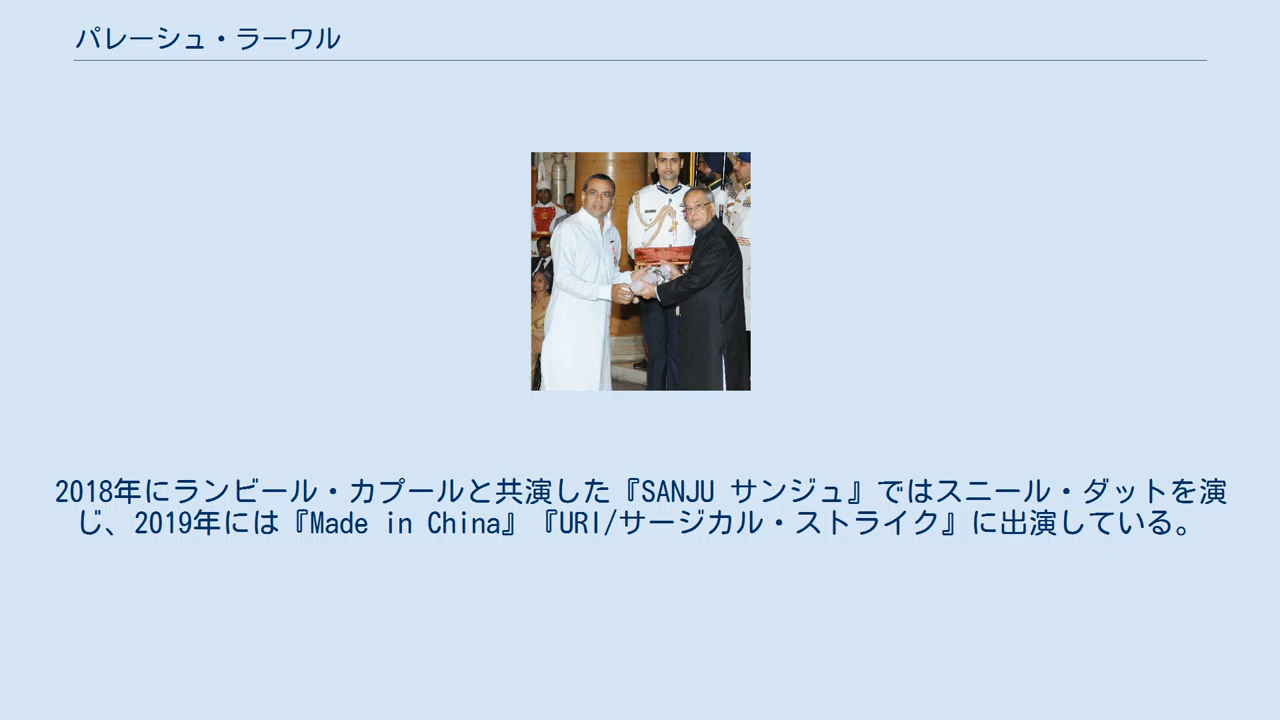 パレーシュ・ラーワル
2018年にランビール・カプールと共演した『SANJU サンジュ』ではスニール・ダットを演
じ、2019年には『Made in China』『URI/サージカル・ストライク』に出演している。